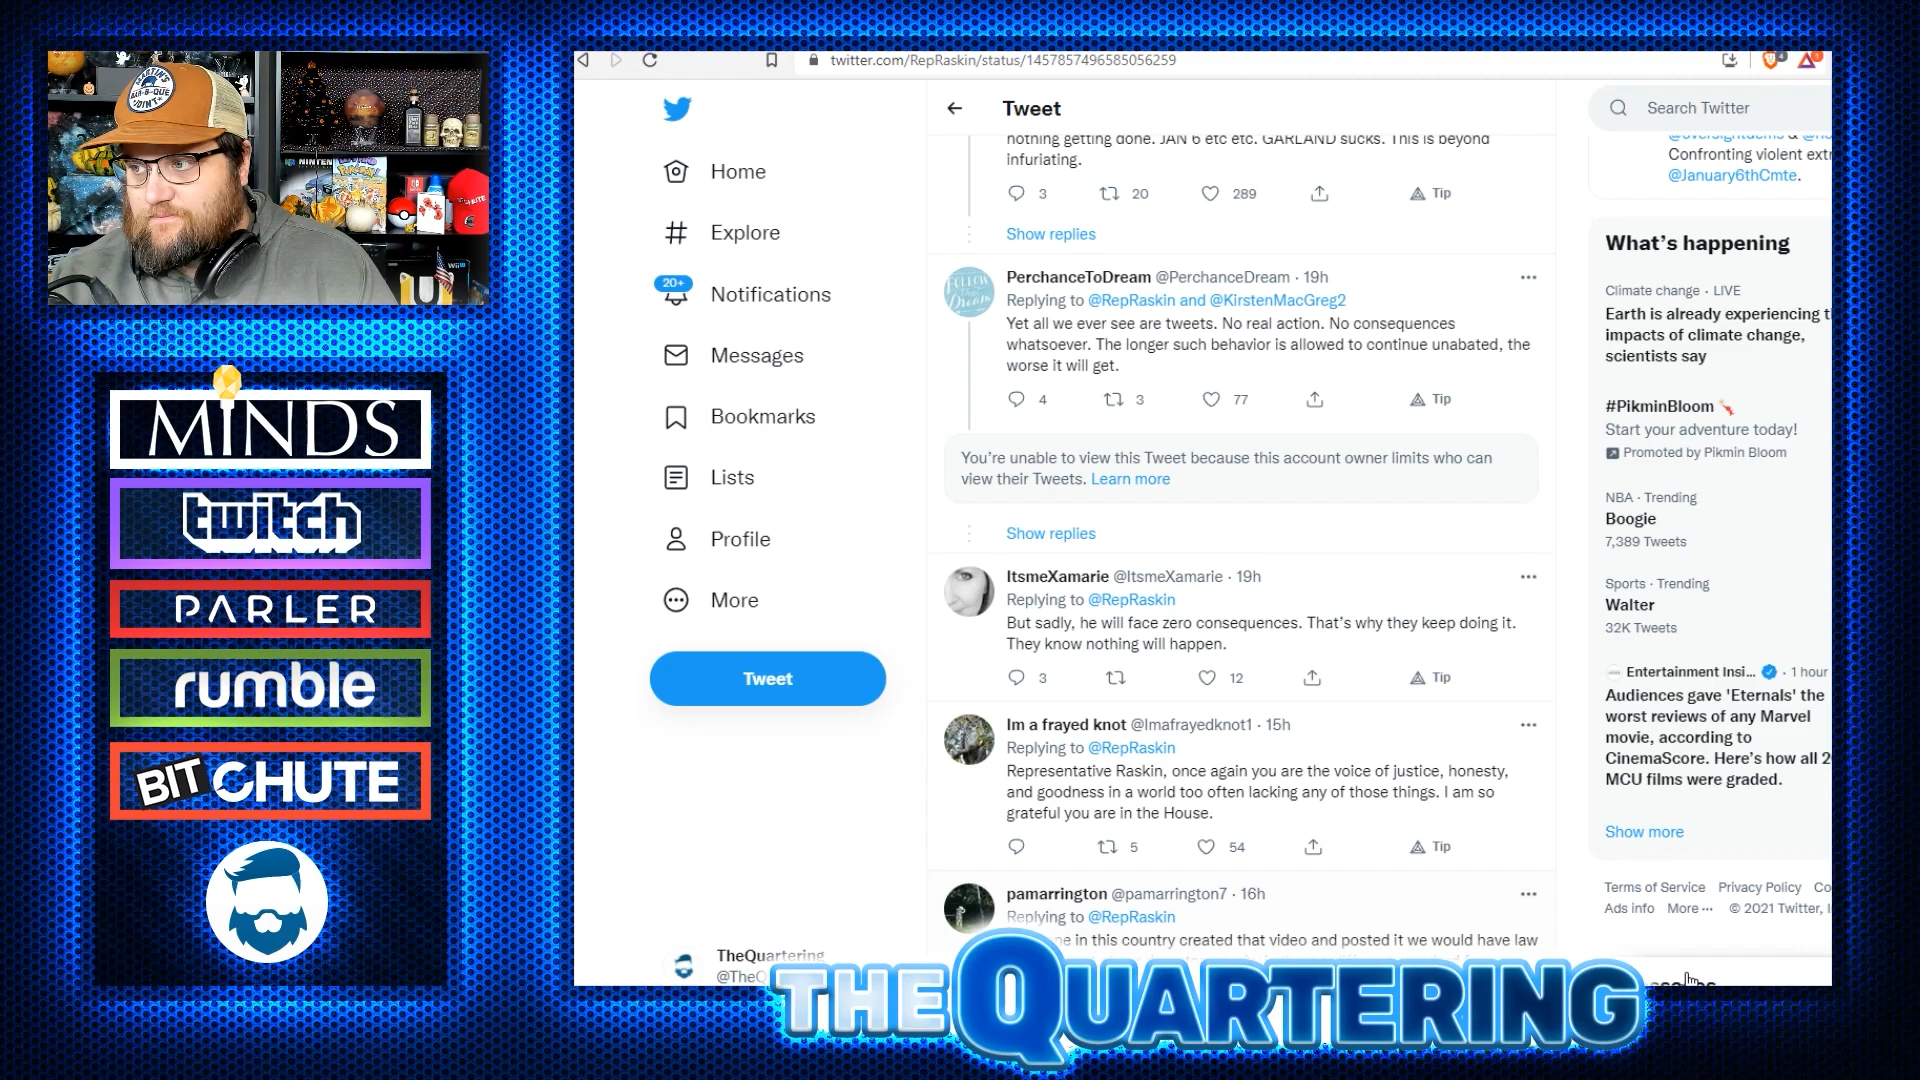 twitter.com/RepRaskin/status/1457857496585056259
MARTIN'S
BAR-B-QUE
JOINT
NINTEN
Wii U
MINDS
twitch
PARLER
rumble
BITCHUTE
Home
Explore
20+
Notifications
Messages
Bookmarks
Lists
Profile
More
Tweet
TheQuartering
@TheQ
Tweet
nothing getting done. JAN 6 etc etc. GARLAND sucks. This is beyond
infuriating.
3 20 289 Tip
Show replies
PerchanceToDream @PerchanceDream · 19h
Replying to @RepRaskin and @KirstenMacGreg2
Yet all we ever see are tweets. No real action. No consequences
whatsoever. The longer such behavior is allowed to continue unabated, the
worse it will get.
4 3 77 Tip
You're unable to view this Tweet because this account owner limits who can
view their Tweets. Learn more
Show replies
ItsmeXamarie @ItsmeXamarie · 19h
Replying to @RepRaskin
But sadly, he will face zero consequences. That's why they keep doing it.
They know nothing will happen.
3 12 Tip
Im a frayed knot @Imafrayedknot1 · 15h
Replying to @RepRaskin
Representative Raskin, once again you are the voice of justice, honesty,
and goodness in a world too often lacking any of those things. I am so
grateful you are in the House.
5 54 Tip
pamarrington @pamarrington7 · 16h
Replying to @RepRaskin
ne in this country created that video and posted it we would have law
Search Twitter
Confronting violent extr
@January6thCmte.
What's happening
Climate change · LIVE
Earth is already experiencing t
impacts of climate change,
scientists say
#PikminBloom
Start your adventure today!
Promoted by Pikmin Bloom
NBA · Trending
Boogie
7,389 Tweets
Sports · Trending
Walter
32K Tweets
Entertainment Insi... · 1 hour
Audiences gave 'Eternals' the
worst reviews of any Marvel
movie, according to
CinemaScore. Here's how all 2
MCU films were graded.
Show more
Terms of Service Privacy Policy Co
Ads info More ··· © 2021 Twitter, I
THE QUARTERING